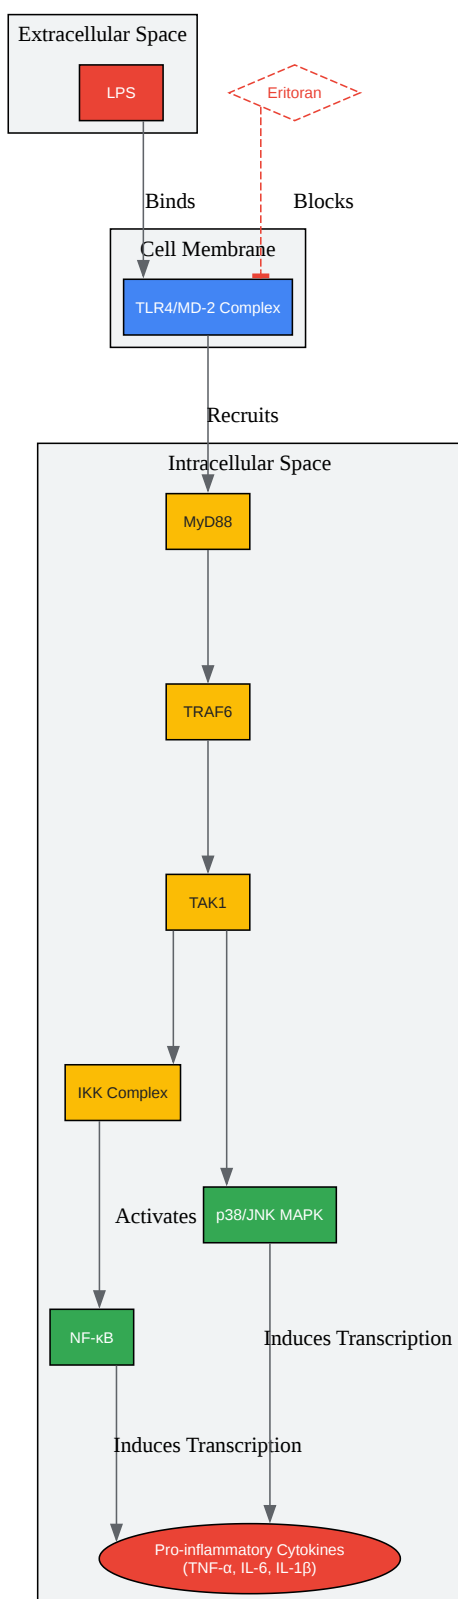 Extracellular Space
LPS
Eritoran
Binds
Blocks
Cell Membrane
TLR4/MD-2 Complex
Recruits
Intracellular Space
MyD88
TRAF6
TAK1
IKK Complex
Activates
p38/JNK MAPK
NF-κB
Induces Transcription
Induces Transcription
Pro-inflammatory Cytokines
(TNF-α, IL-6, IL-1β)